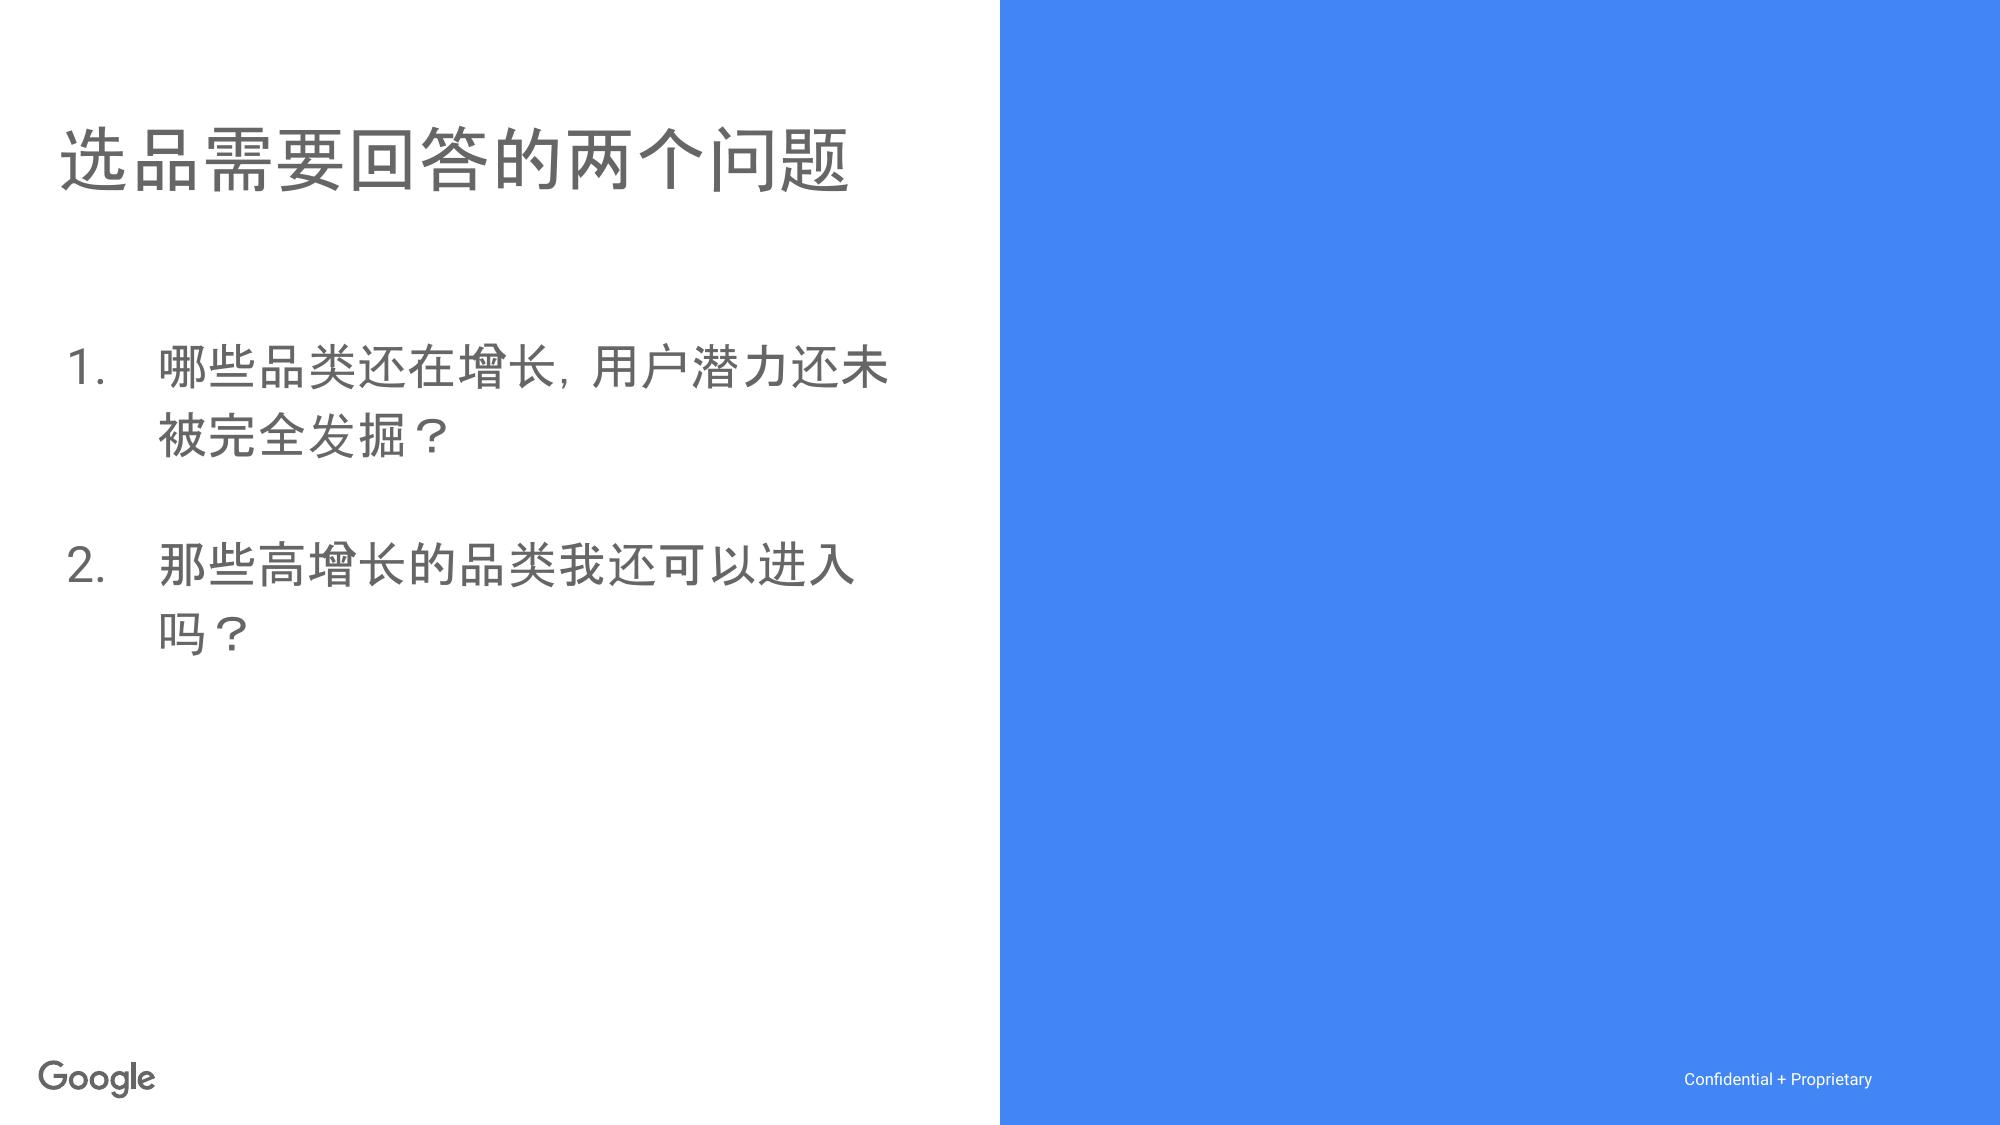 选品需要回答的两个问题
1. 哪些品类还在增长, 用户潜力还未
被完全发掘？
2. 那些高增长的品类我还可以进入
吗？
Google
Confidential + Proprietary